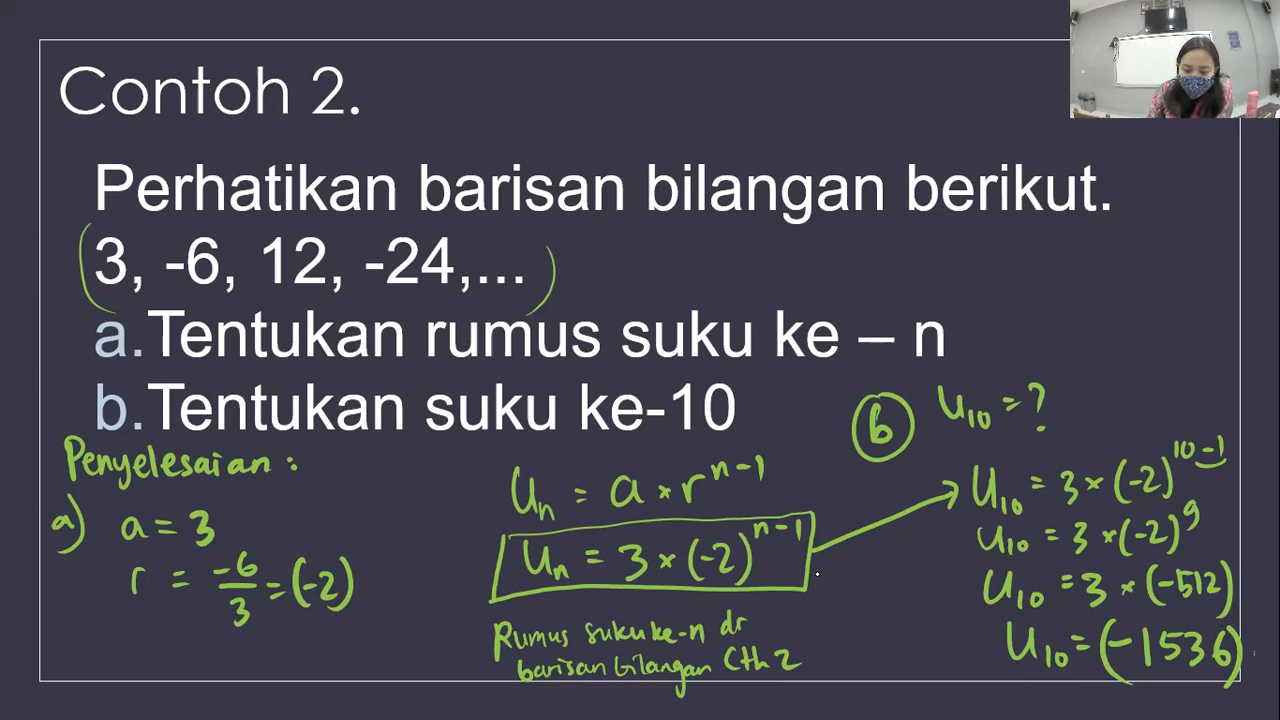 Contoh 2.
Perhatikan barisan bilangan berikut.
(3, -6, 12, -24,...)
a.Tentukan rumus suku ke – n
b.Tentukan suku ke-10
Penyelesaian :
a) a = 3
r = -6/3 = (-2)
Uₙ = a × rⁿ⁻¹
Uₙ = 3 × (-2)ⁿ⁻¹
Rumus suku ke-n dr
barisan bilangan Cth 2
b U₁₀ = ?
U₁₀ = 3 × (-2)¹⁰⁻¹
U₁₀ = 3 × (-2)⁹
U₁₀ = 3 × (-512)
U₁₀ = (-1536)